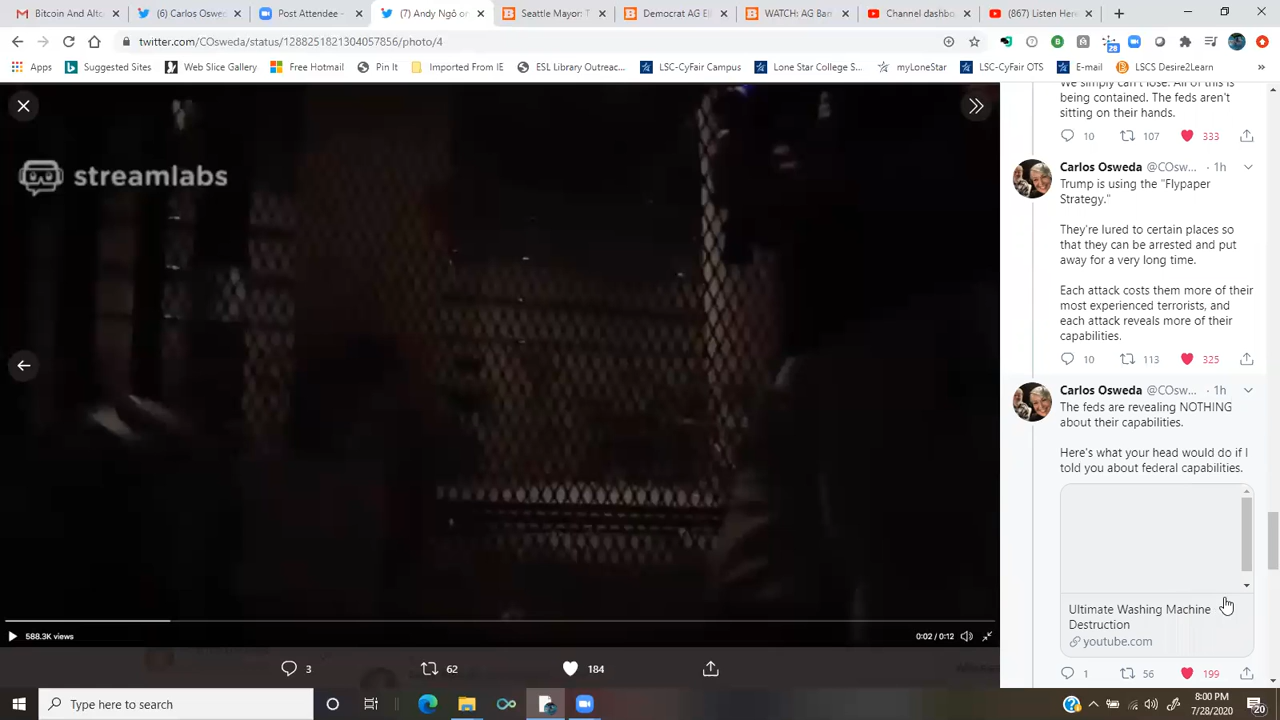 Bitcoin And Altc
(6) Carlos Oswed
Post Attendee -
(7) Andy Ngô on
Seattle Mayor: T
Democrat AG Ell
WATCH: AG Barr
Channel dashbo
(867) Listen Here
twitter.com/COsweda/status/1288251821304057856/photo/4
28
Apps
Suggested Sites
Web Slice Gallery
Free Hotmail
Pin It
Imported From IE
ESL Library Outreac...
LSC-CyFair Campus
Lone Star College S...
myLoneStar
LSC-CyFair OTS
E-mail
LSCS Desire2Learn
streamlabs
We simply can't lose. All of this is
being contained. The feds aren't
sitting on their hands.
10 107 333
Carlos Osweda @COsw... · 1h
Trump is using the "Flypaper
Strategy."
They're lured to certain places so
that they can be arrested and put
away for a very long time.
Each attack costs them more of their
most experienced terrorists, and
each attack reveals more of their
capabilities.
10 113 325
Carlos Osweda @COsw... · 1h
The feds are revealing NOTHING
about their capabilities.
Here's what your head would do if I
told you about federal capabilities.
Ultimate Washing Machine
Destruction
youtube.com
1 56 199
588.3K views
0:02 / 0:12
3 62 184
Type here to search
8:00 PM
7/28/2020
20